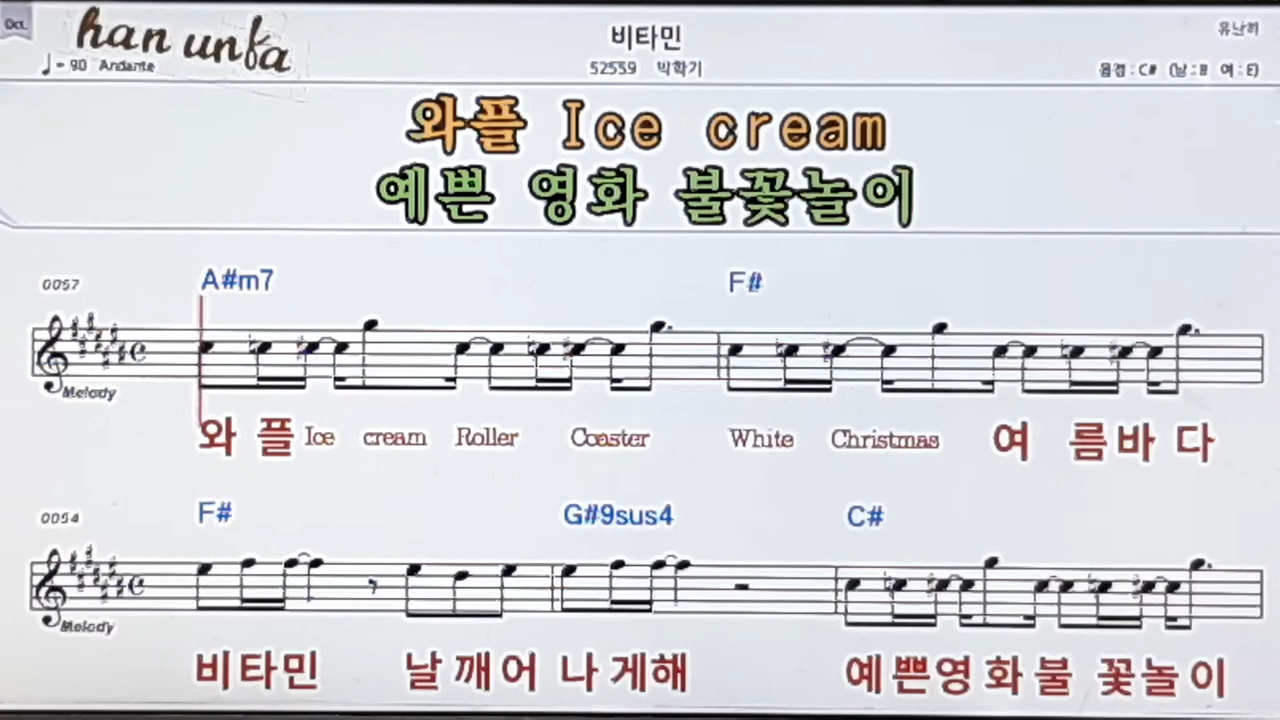 Oct.
han unfa
비타민
유난히
♩= 90 Andante
52559 박학기
음정 : C# (남 : B 여 : E)
와플 Ice cream
예쁜 영화 불꽃놀이
0057 A#m7 F#
Melody
와 플 Ice cream Roller Coaster White Christmas 여 름바 다
0054 F# G#9sus4 C#
Melody
비타민 날깨어 나게해 예쁜영화불 꽃놀이